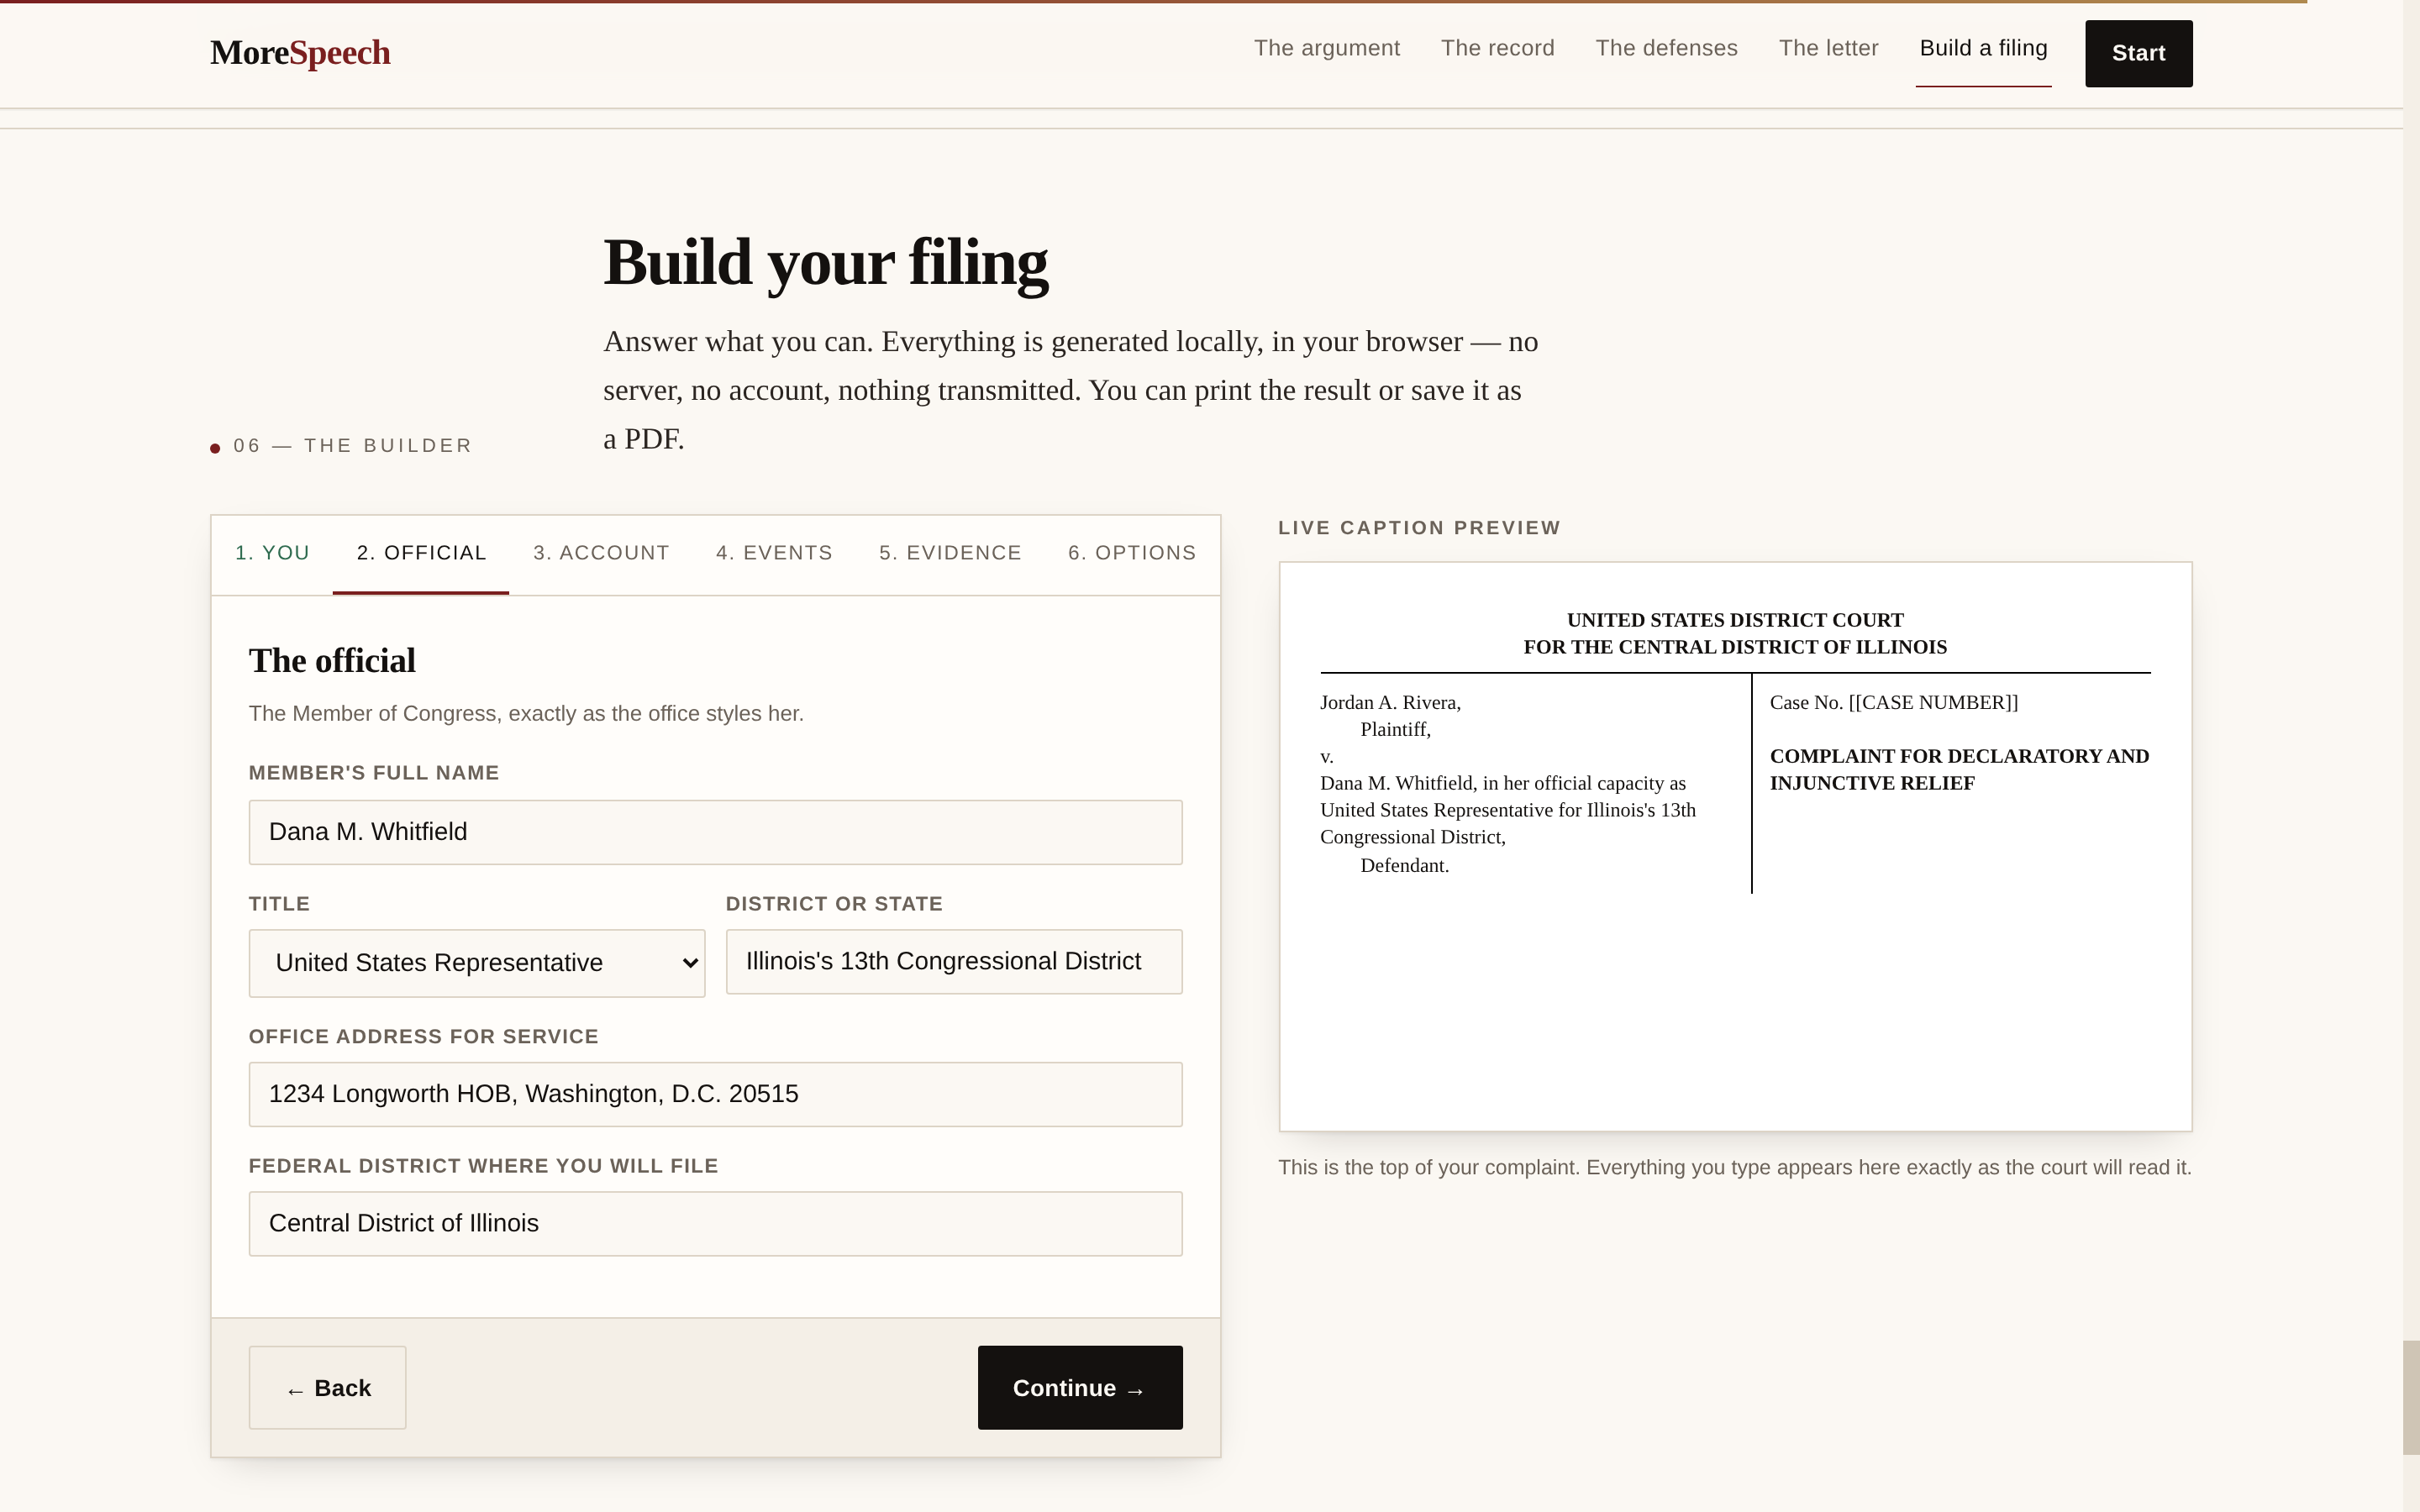 MoreSpeech
The argument
The record
The defenses
The letter
Build a filing
Start
Build your filing
Answer what you can. Everything is generated locally, in your browser — no
server, no account, nothing transmitted. You can print the result or save it as
a PDF.
06 — THE BUILDER
1. YOU
2. OFFICIAL
3. ACCOUNT
4. EVENTS
5. EVIDENCE
6. OPTIONS
The official
The Member of Congress, exactly as the office styles her.
MEMBER'S FULL NAME
Dana M. Whitfield
TITLE
United States Representative
DISTRICT OR STATE
Illinois's 13th Congressional District
OFFICE ADDRESS FOR SERVICE
1234 Longworth HOB, Washington, D.C. 20515
FEDERAL DISTRICT WHERE YOU WILL FILE
Central District of Illinois
← Back
Continue →
LIVE CAPTION PREVIEW
UNITED STATES DISTRICT COURT
FOR THE CENTRAL DISTRICT OF ILLINOIS
Jordan A. Rivera,
Plaintiff,
v.
Dana M. Whitfield, in her official capacity as
United States Representative for Illinois's 13th
Congressional District,
Defendant.
Case No. [[CASE NUMBER]]
COMPLAINT FOR DECLARATORY AND
INJUNCTIVE RELIEF
This is the top of your complaint. Everything you type appears here exactly as the court will read it.